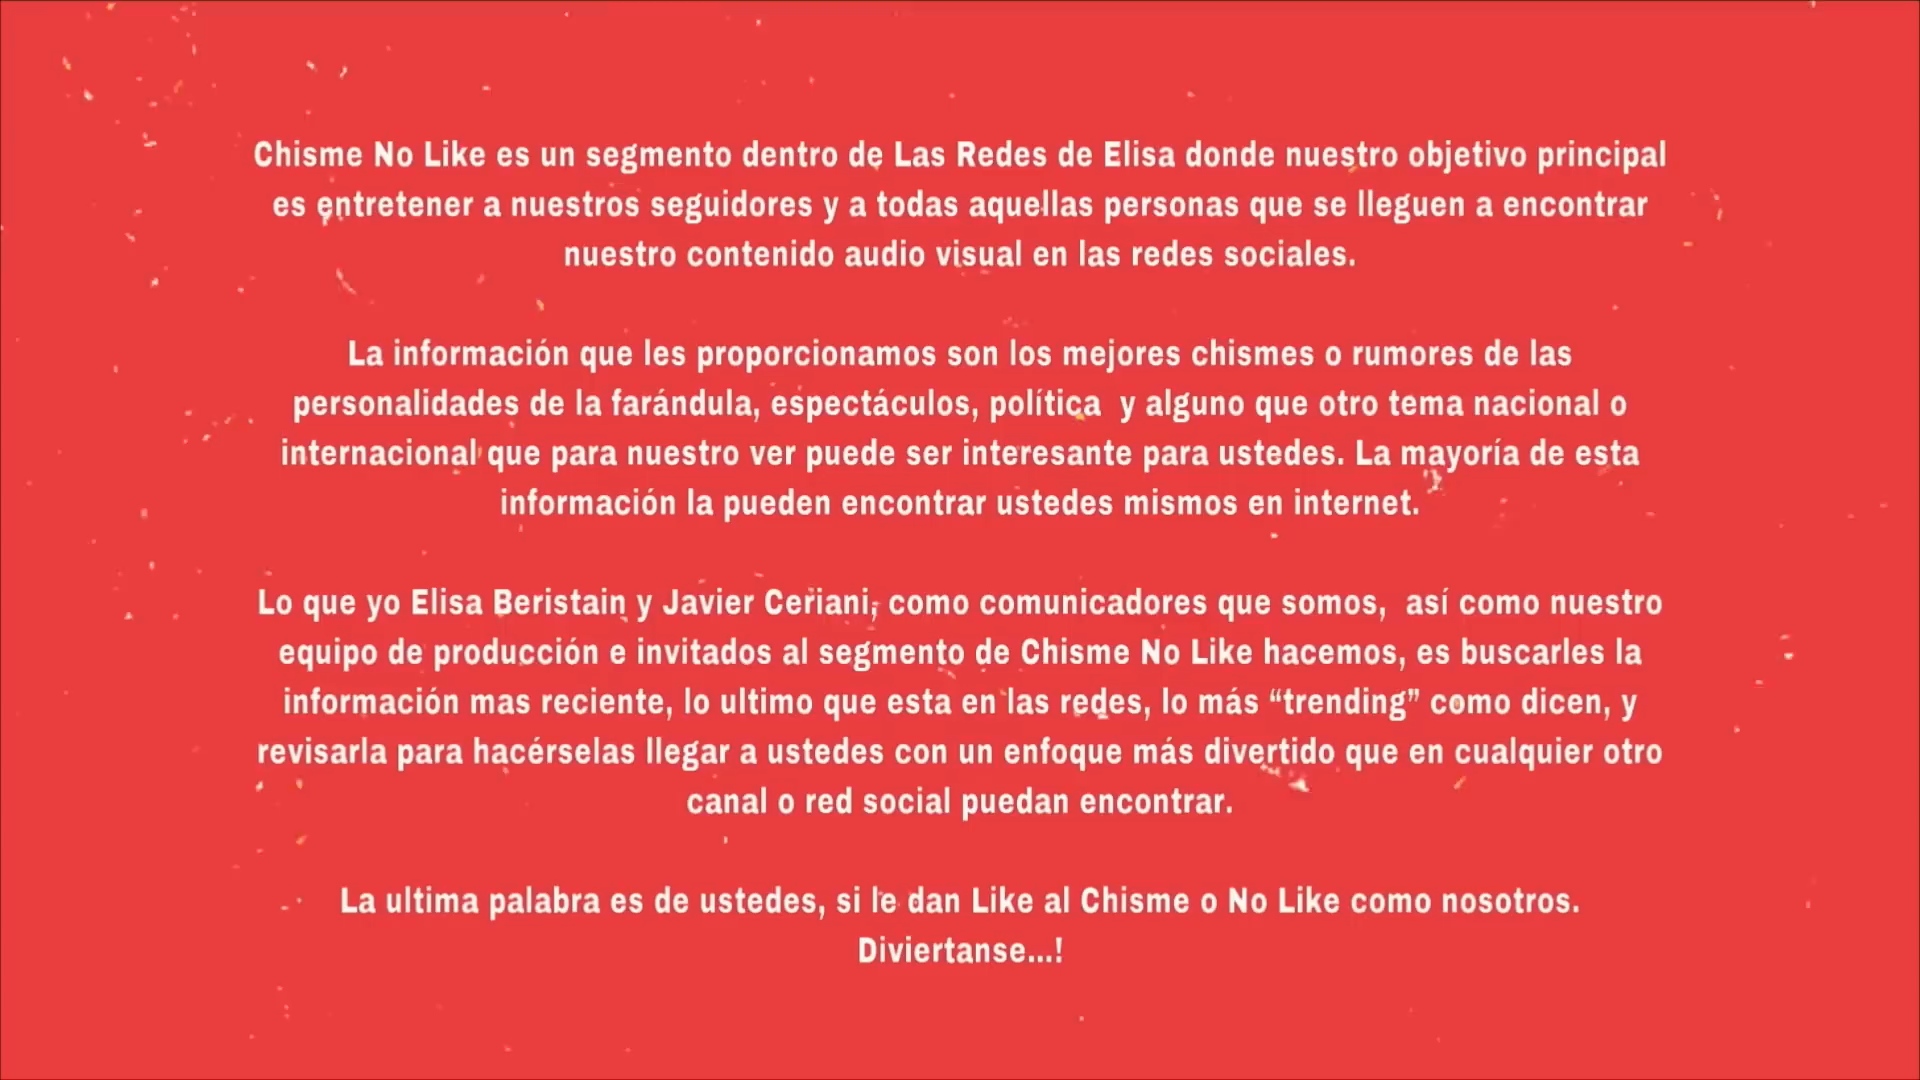 Chisme No Like es un segmento dentro de Las Redes de Elisa donde nuestro objetivo principal
es entretener a nuestros seguidores y a todas aquellas personas que se lleguen a encontrar
nuestro contenido audio visual en las redes sociales.
La información que les proporcionamos son los mejores chismes o rumores de las
personalidades de la farándula, espectáculos, política  y alguno que otro tema nacional o
internacional que para nuestro ver puede ser interesante para ustedes. La mayoría de esta
información la pueden encontrar ustedes mismos en internet.
Lo que yo Elisa Beristain y Javier Ceriani, como comunicadores que somos,  así como nuestro
equipo de producción e invitados al segmento de Chisme No Like hacemos, es buscarles la
información mas reciente, lo ultimo que esta en las redes, lo más “trending” como dicen, y
revisarla para hacérselas llegar a ustedes con un enfoque más divertido que en cualquier otro
canal o red social puedan encontrar.
La ultima palabra es de ustedes, si le dan Like al Chisme o No Like como nosotros.
Diviertanse...!